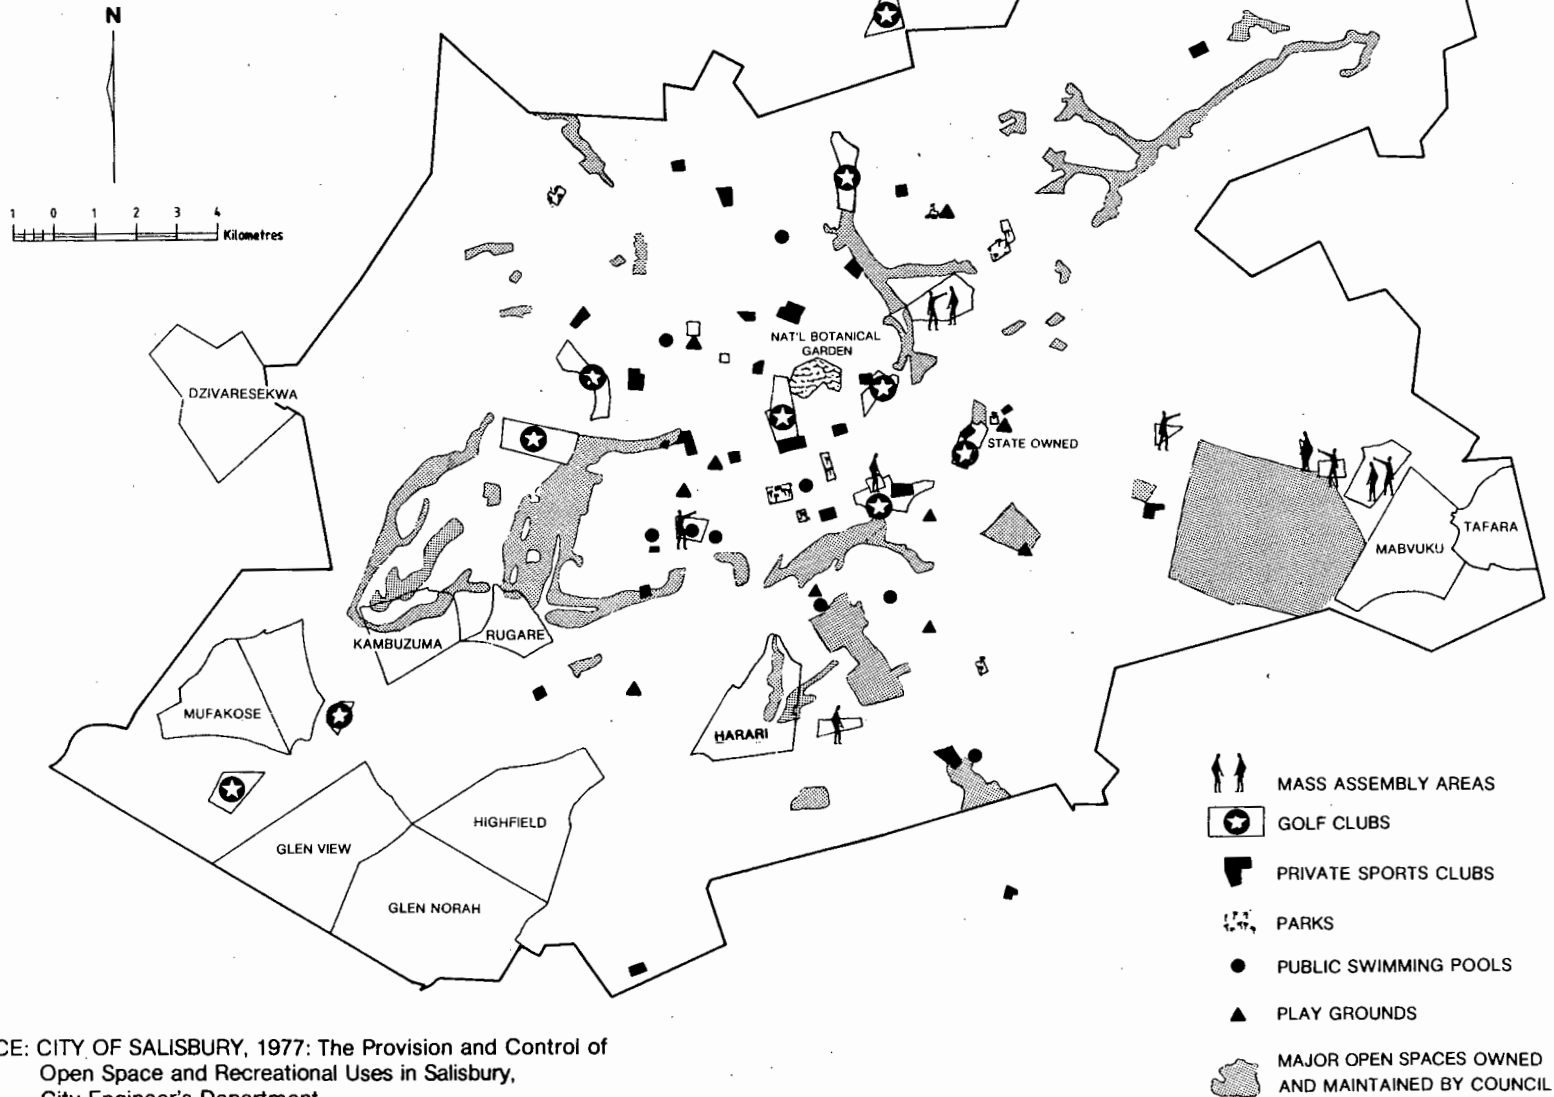 N
1 0 1 2 3 4 Kilometres
NAT'L BOTANICAL
GARDEN
DZIVARESEKWA
STATE OWNED
TAFARA
MABVUKU
KAMBUZUMA
RUGARE
MUFAKOSE
HARARI
HIGHFIELD
GLEN VIEW
GLEN NORAH
MASS ASSEMBLY AREAS
GOLF CLUBS
PRIVATE SPORTS CLUBS
PARKS
PUBLIC SWIMMING POOLS
PLAY GROUNDS
MAJOR OPEN SPACES OWNED
AND MAINTAINED BY COUNCIL
CE: CITY OF SALISBURY, 1977: The Provision and Control of
Open Space and Recreational Uses in Salisbury,
City Engineer's Department